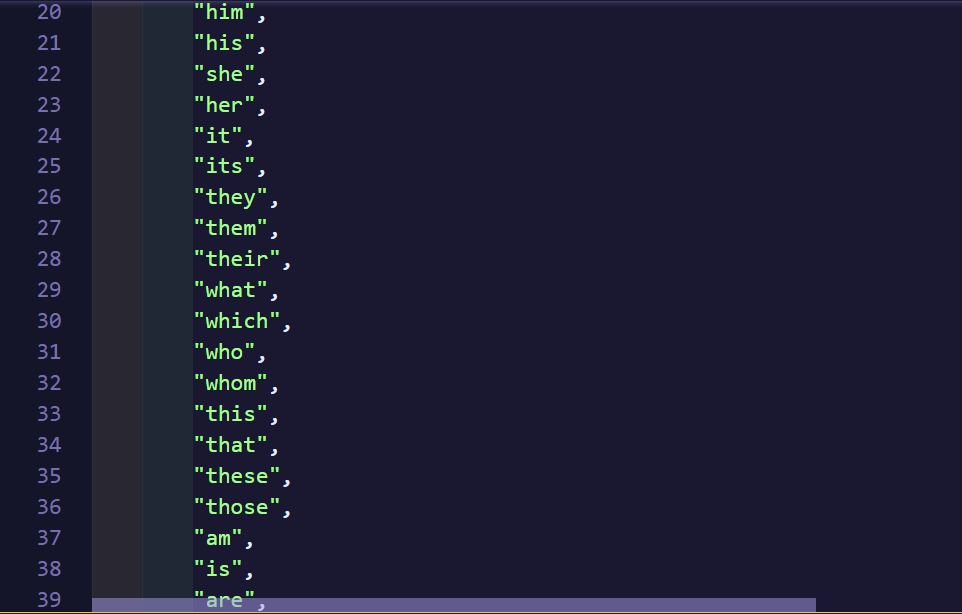 20 "him",
21 "his",
22 "she",
23 "her",
24 "it",
25 "its",
26 "they",
27 "them",
28 "their",
29 "what",
30 "which",
31 "who",
32 "whom",
33 "this",
34 "that",
35 "these",
36 "those",
37 "am",
38 "is",
39 "are",